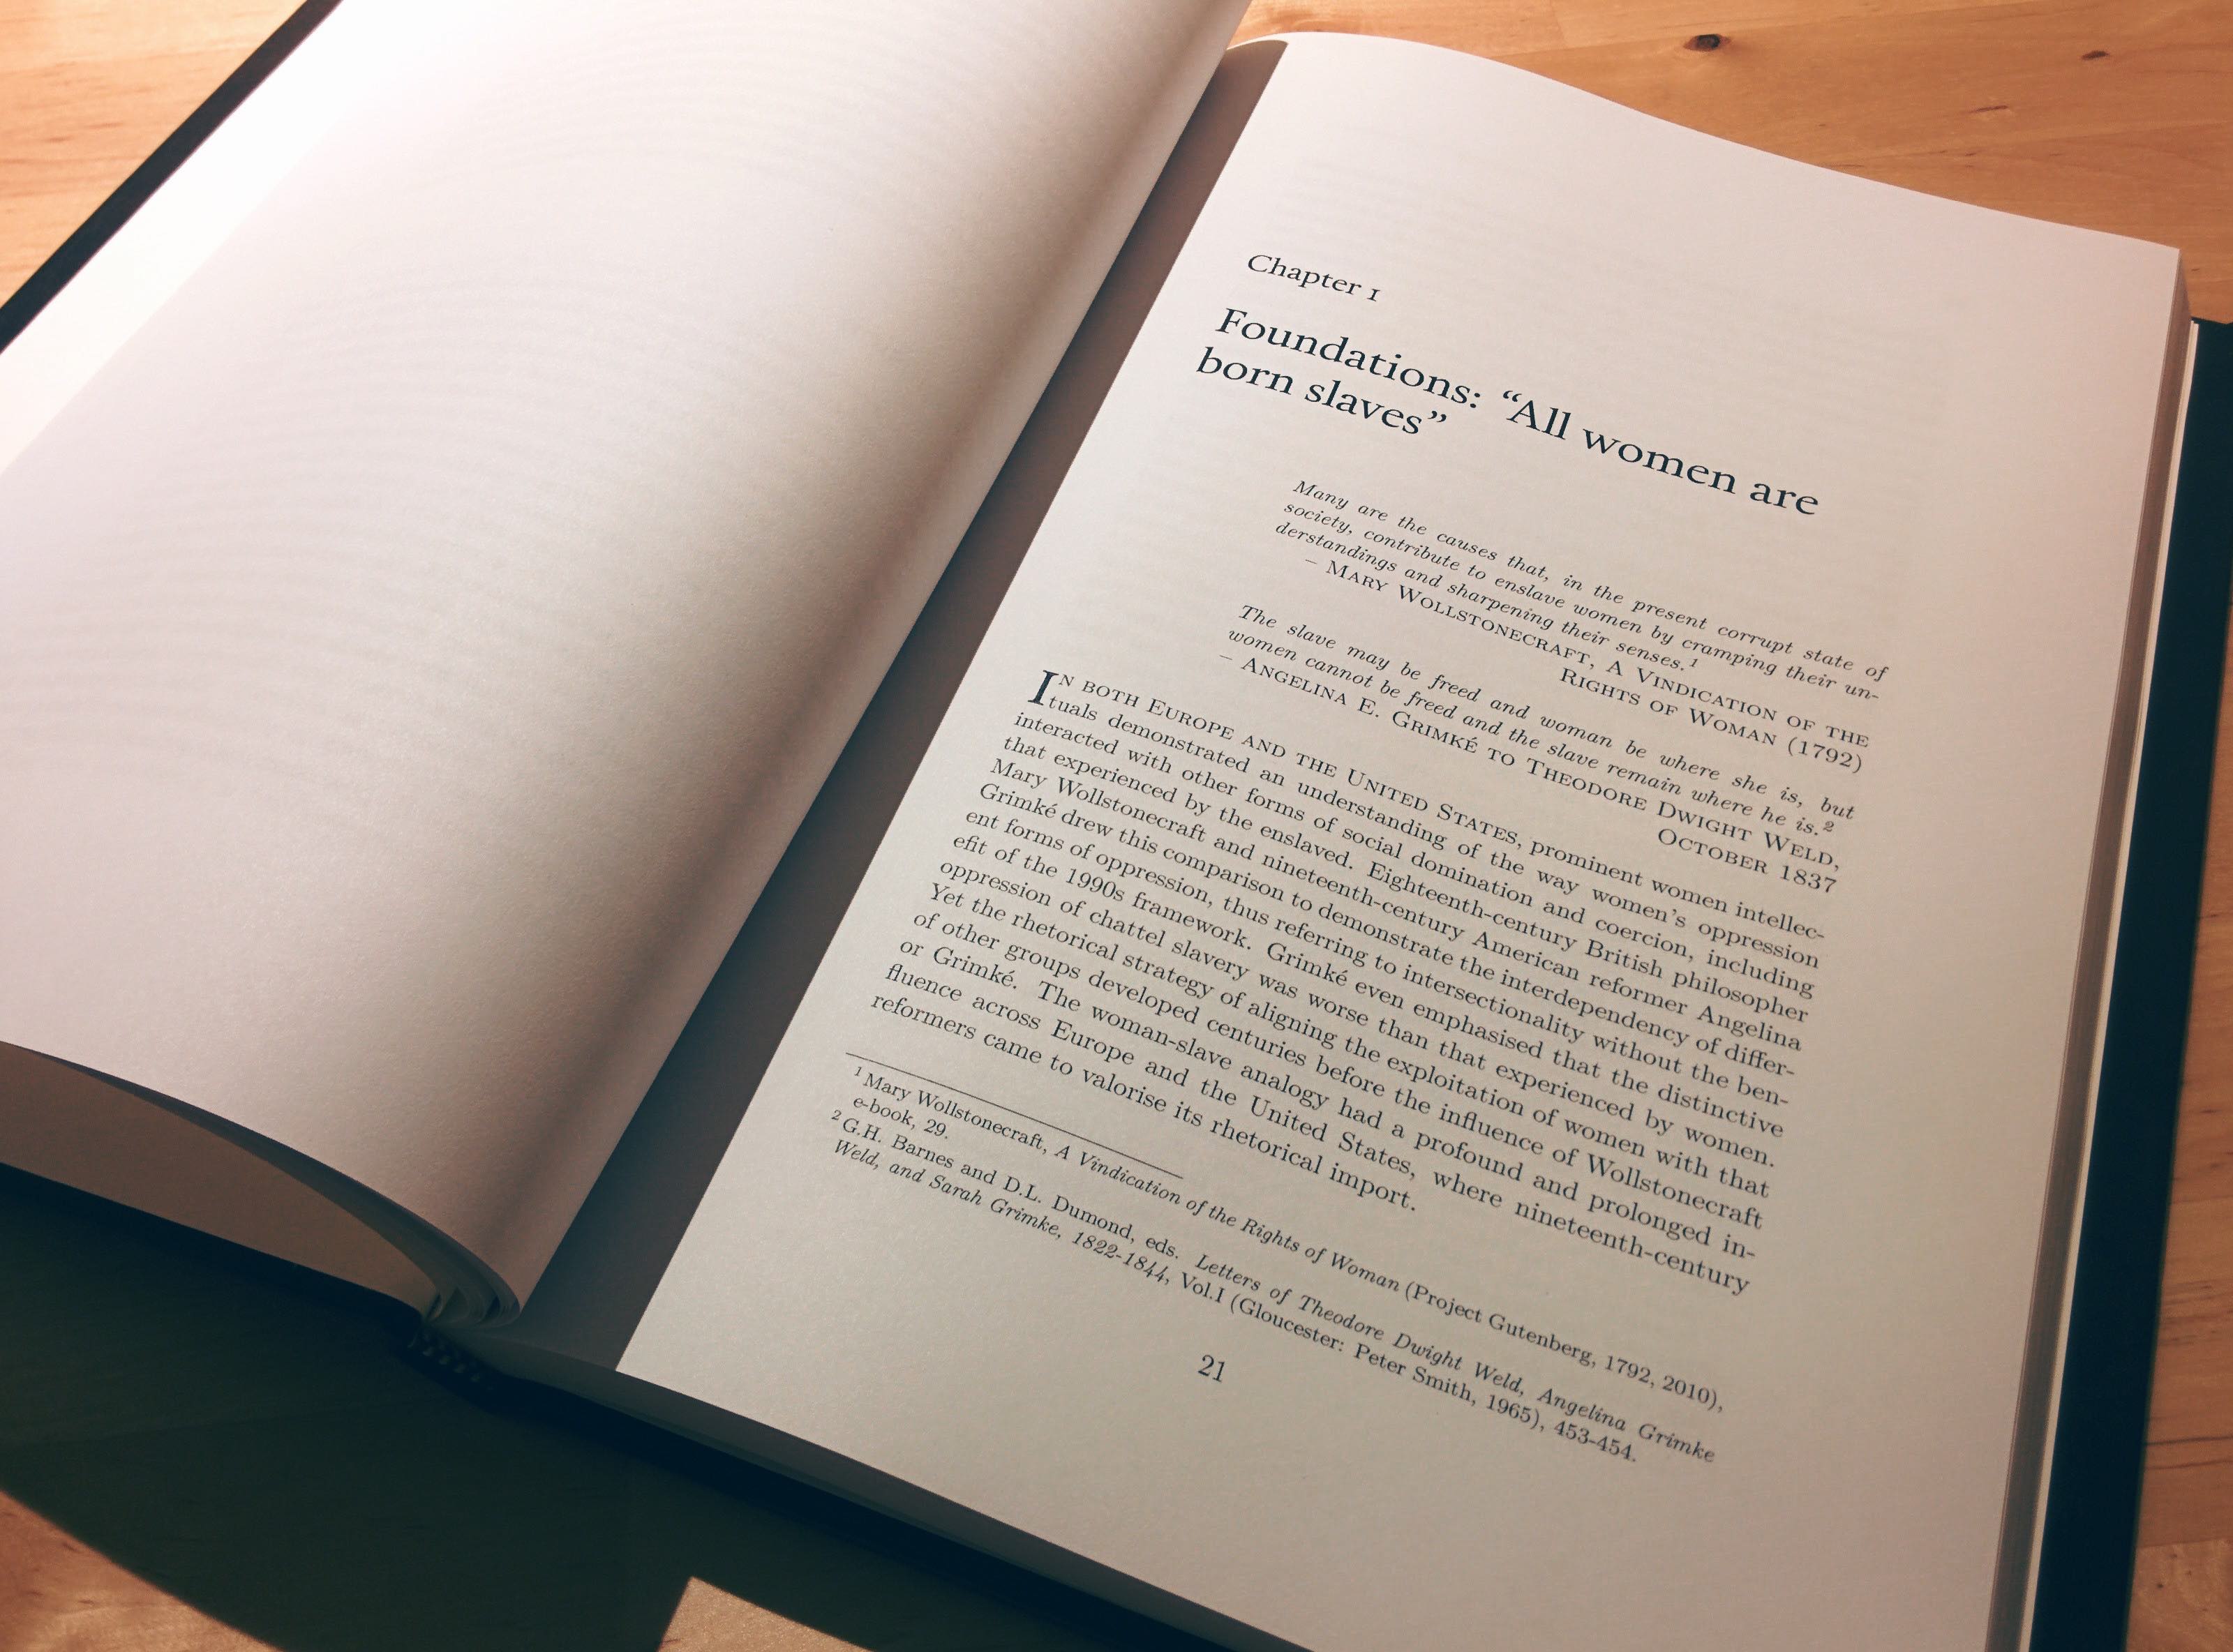 Chapter 1
Foundations: “All women are
born slaves”
Many are the causes that, in the present corrupt state of
society, contribute to enslave women by cramping their un-
derstandings and sharpening their senses.1
– Mary Wollstonecraft, A Vindication of the
Rights of Woman (1792)
The slave may be freed and woman be where she is, but
women cannot be freed and the slave remain where he is.2
– Angelina E. Grimké to Theodore Dwight Weld,
October 1837
In both Europe and the United States, prominent women intellec-
tuals demonstrated an understanding of the way women’s oppression
interacted with other forms of social domination and coercion, including
that experienced by the enslaved. Eighteenth-century British philosopher
Mary Wollstonecraft and nineteenth-century American reformer Angelina
Grimké drew this comparison to demonstrate the interdependency of differ-
ent forms of oppression, thus referring to intersectionality without the ben-
efit of the 1990s framework. Grimké even emphasised that the distinctive
oppression of chattel slavery was worse than that experienced by women.
Yet the rhetorical strategy of aligning the exploitation of women with that
of other groups developed centuries before the influence of Wollstonecraft
or Grimké. The woman-slave analogy had a profound and prolonged in-
fluence across Europe and the United States, where nineteenth-century
reformers came to valorise its rhetorical import.
1 Mary Wollstonecraft, A Vindication of the Rights of Woman (Project Gutenberg, 1792, 2010),
e-book, 29.
2 G.H. Barnes and D.L. Dumond, eds. Letters of Theodore Dwight Weld, Angelina Grimke
Weld, and Sarah Grimke, 1822-1844, Vol.I (Gloucester: Peter Smith, 1965), 453-454.
21